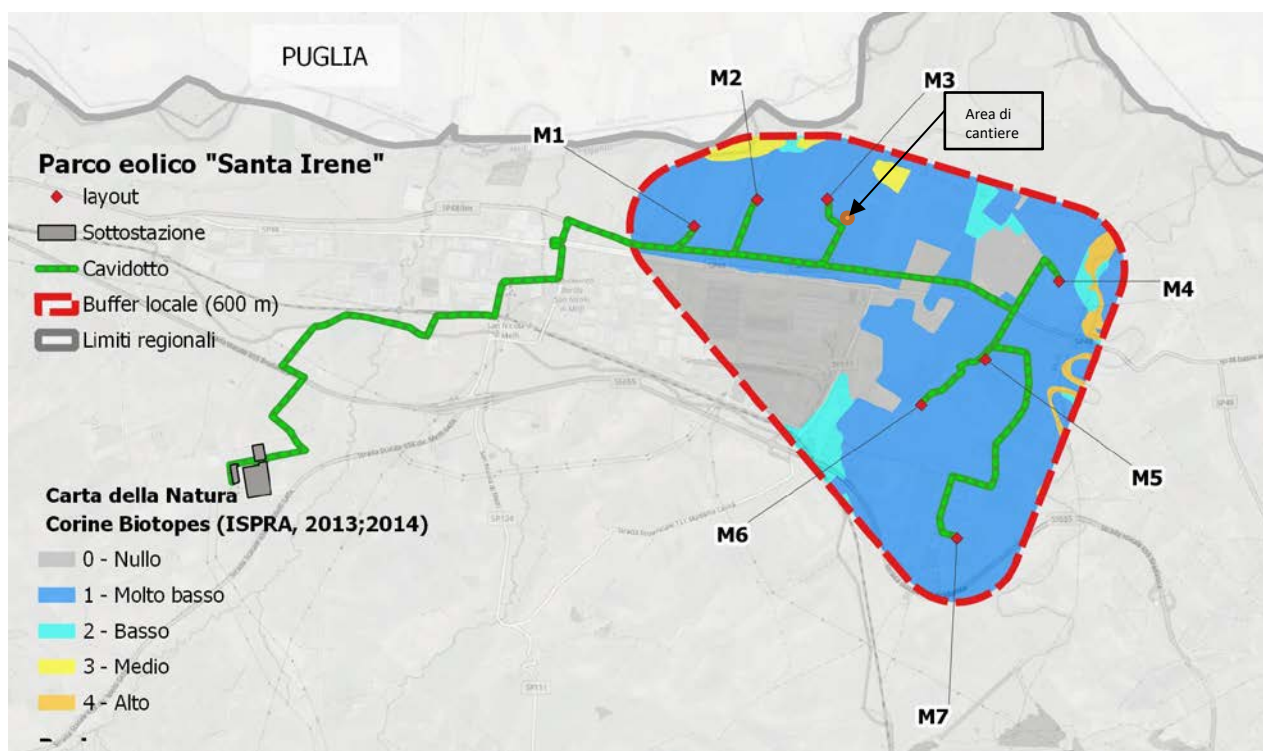 PUGLIA
M1
M2
M3
Area di
cantiere
Parco eolico "Santa Irene"
layout
Sottostazione
Cavidotto
Buffer locale (600 m)
Limiti regionali
M4
M5
M6
M7
SP111
SP48
Carta della Natura
Corine Biotopes (ISPRA, 2013;2014)
0 - Nullo
1 - Molto basso
2 - Basso
3 - Medio
4 - Alto